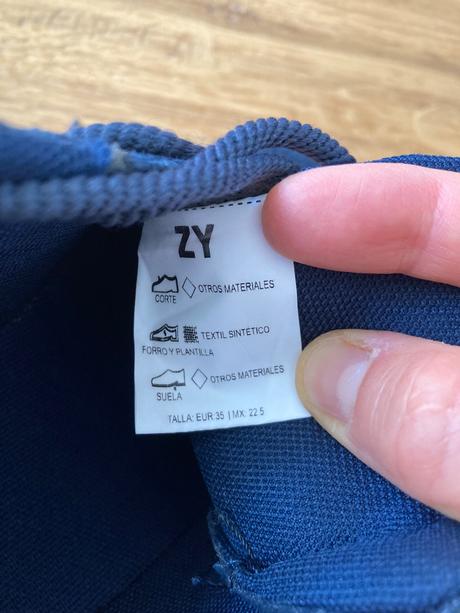 ZY
OTROS MATERIALES
CORTE
TEXTIL SINTÉTICO
FORRO Y PLANTILLA
OTROS MATERIALES
SUELA
TALLA: EUR 35 | MX: 22.5